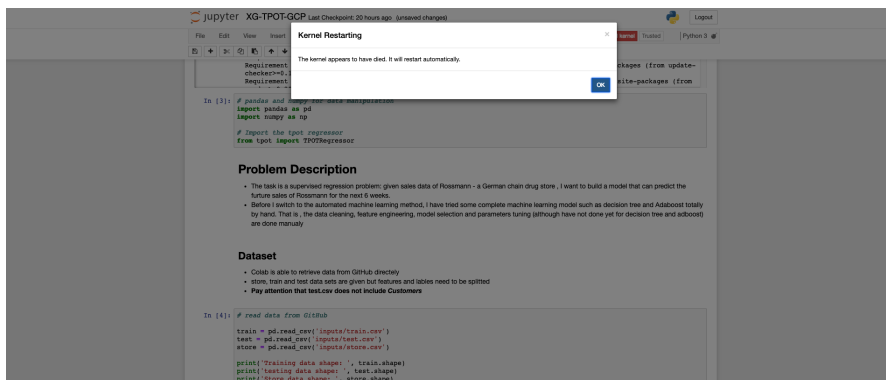 jupyter XG-TPOT-GCP Last Checkpoint: 20 hours ago (unsaved changes)
Logout
File Edit View Insert
kernel Trusted Python 3
Kernel Restarting ×
The kernel appears to have died. It will restart automatically.
OK
Requirement ckages (from update-
checker>=0.1
Requirement site-packages (from
In [3]: # pandas and numpy for data manipulation
import pandas as pd
import numpy as np
# Import the tpot regressor
from tpot import TPOTRegressor
Problem Description
• The task is a supervised regression problem: given sales data of Rossmann - a German chain drug store , I want to build a model that can predict the
furture sales of Rossmann for the next 6 weeks.
• Before I switch to the automated machine learning method, I have tried some complete machine learning model such as decision tree and Adaboost totally
by hand. That is , the data cleaning, feature engineering, model selection and parameters tuning (although have not done yet for decision tree and adboost)
are done manualy
Dataset
• Colab is able to retrieve data from GitHub directely
• store, train and test data sets are given but features and lables need to be splitted
• Pay attention that test.csv does not include Customers
In [4]: # read data from GitHub
train = pd.read_csv('inputs/train.csv')
test = pd.read_csv('inputs/test.csv')
store = pd.read_csv('inputs/store.csv')
print('Training data shape: ', train.shape)
print('testing data shape: ', test.shape)
print('Store data shape: ', store.shape)